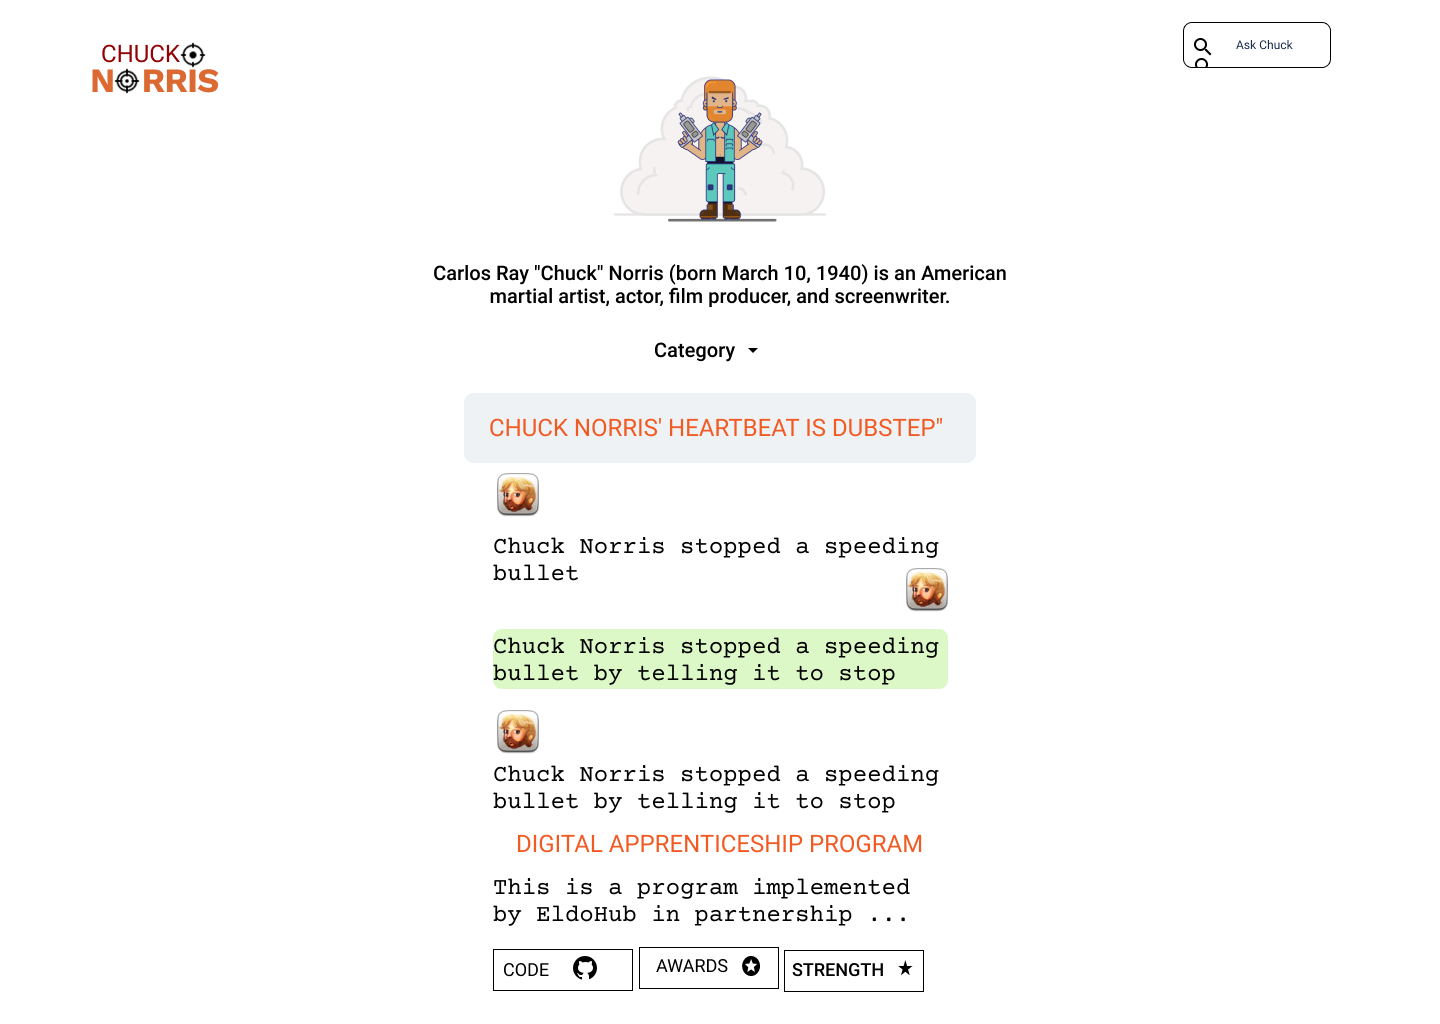 CHUCK
NORRIS
Ask Chuck
Carlos Ray "Chuck" Norris (born March 10, 1940) is an American
martial artist, actor, film producer, and screenwriter.
Category
CHUCK NORRIS' HEARTBEAT IS DUBSTEP"
Chuck Norris stopped a speeding
bullet
Chuck Norris stopped a speeding
bullet by telling it to stop
Chuck Norris stopped a speeding
bullet by telling it to stop
DIGITAL APPRENTICESHIP PROGRAM
This is a program implemented
by EldoHub in partnership ...
CODE
AWARDS
STRENGTH